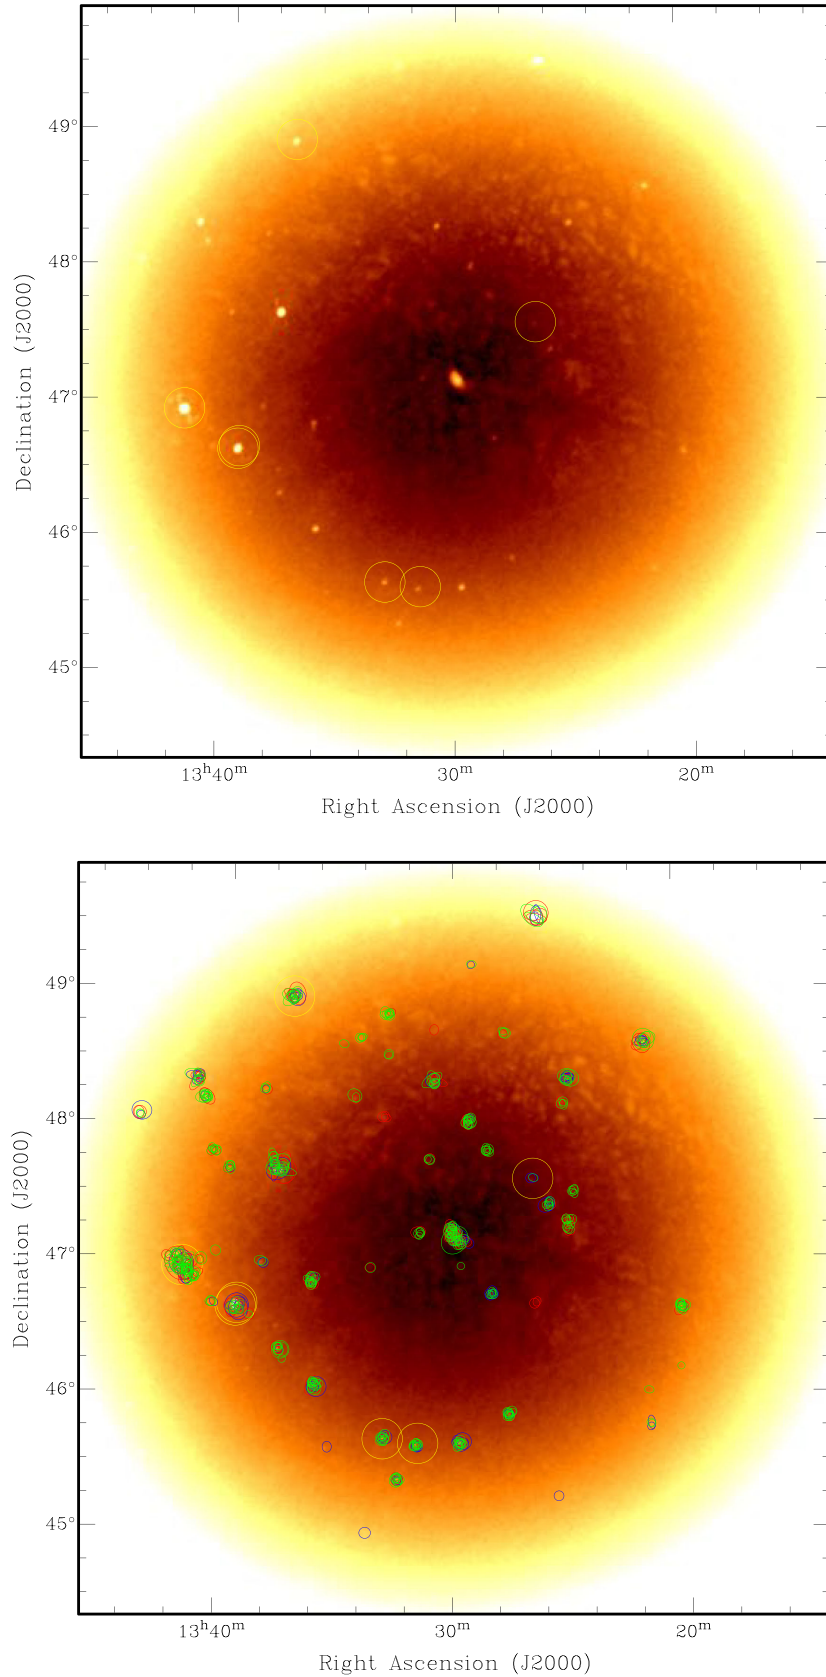 49°
48°
47°
46°
45°
Declination (J2000)
13ʰ40ᵐ 30ᵐ 20ᵐ
Right Ascension (J2000)
49°
48°
47°
46°
45°
Declination (J2000)
13ʰ40ᵐ 30ᵐ 20ᵐ
Right Ascension (J2000)